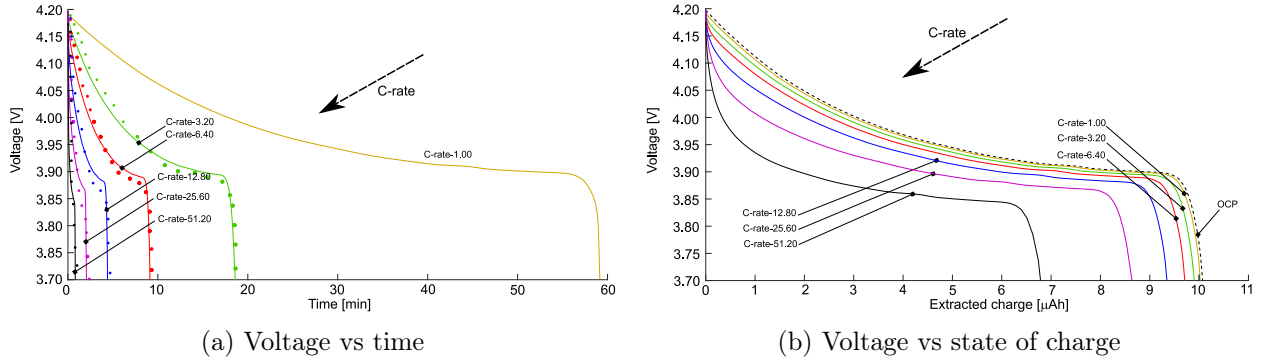 4.20
4.15
4.10
4.05
4.00
3.95
3.90
3.85
3.80
3.75
3.70
Voltage [V]
C-rate
C-rate-3.20
C-rate-6.40
C-rate-1.00
C-rate-12.80
C-rate-25.60
C-rate-51.20
0 10 20 30 40 50 60
Time [min]
(a) Voltage vs time
4.20
4.15
4.10
4.05
4.00
3.95
3.90
3.85
3.80
3.75
3.70
Voltage [V]
C-rate
C-rate-1.00
C-rate-3.20
C-rate-6.40
OCP
C-rate-12.80
C-rate-25.60
C-rate-51.20
0 1 2 3 4 5 6 7 8 9 10 11
Extracted charge [μAh]
(b) Voltage vs state of charge